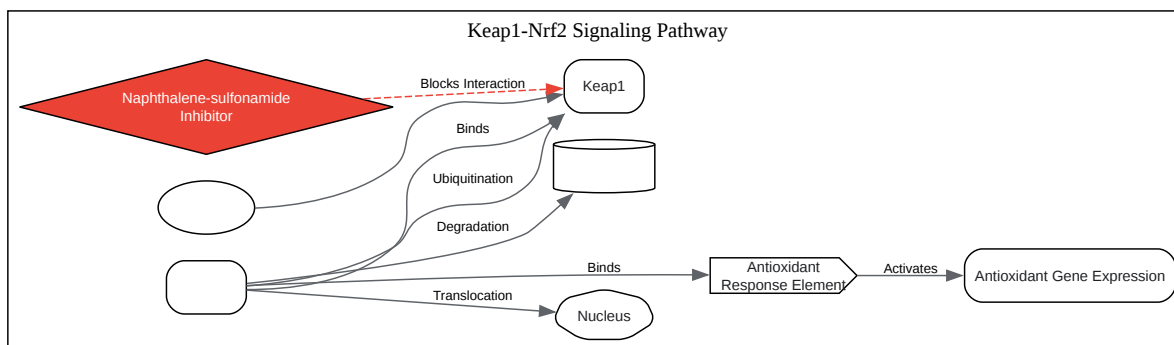 Keap1-Nrf2 Signaling Pathway
Naphthalene-sulfonamide
Inhibitor
Blocks Interaction
Keap1
Binds
Ubiquitination
Degradation
Binds
Antioxidant
Response Element
Activates
Antioxidant Gene Expression
Translocation
Nucleus